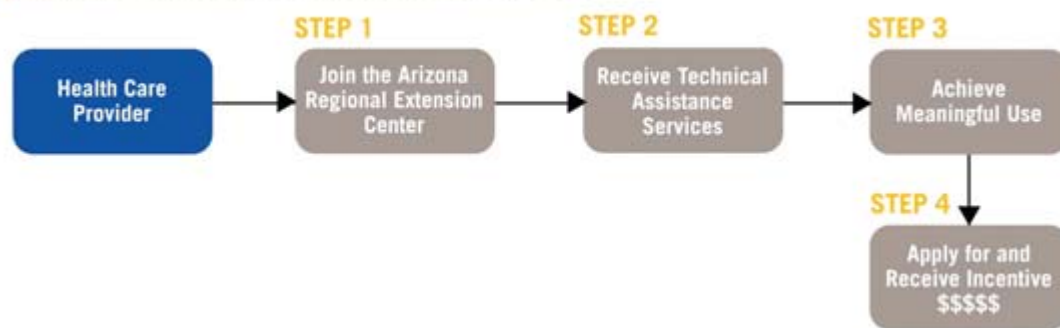 STEP 1
STEP 2
STEP 3
Health Care
Provider
Join the Arizona
Regional Extension
Center
Receive Technical
Assistance
Services
Achieve
Meaningful Use
STEP 4
Apply for and
Receive Incentive
$$$$$